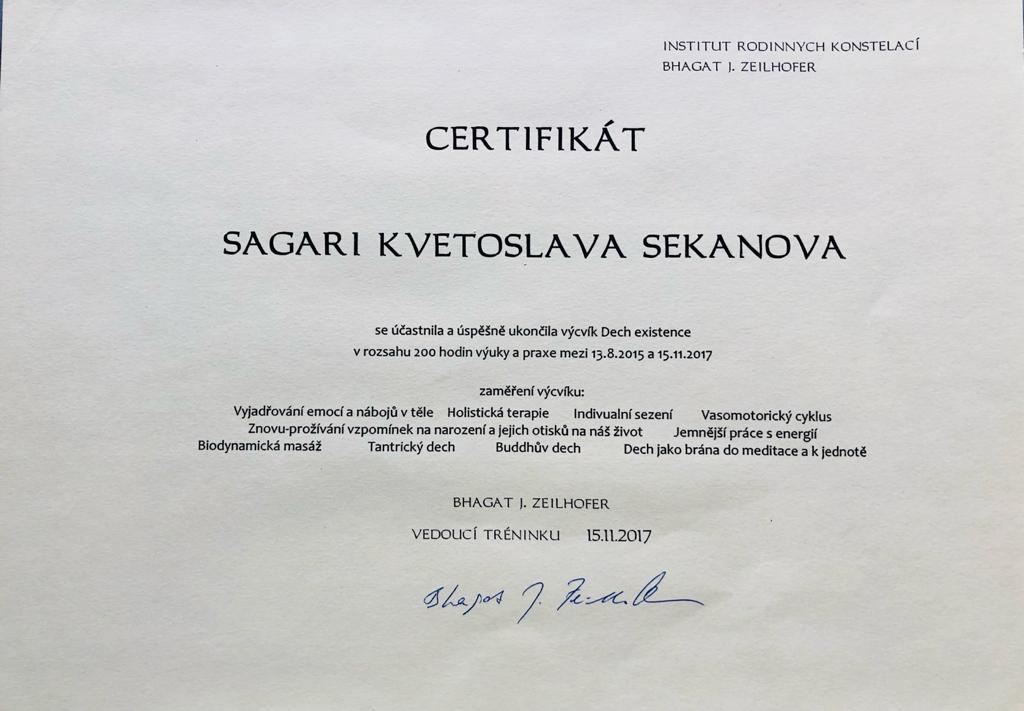 INSTITUT RODINNYCH KONSTELACÍ
BHAGAT J. ZEILHOFER
CERTIFIKÁT
SAGARI KVETOSLAVA SEKANOVA
se účastnila a úspěšně ukončila výcvík Dech existence
v rozsahu 200 hodin výuky a praxe mezi 13.8.2015 a 15.11.2017
zaměření výcvíku:
Vyjadřování emocí a nábojů v těle Holistická terapie Indivualní sezení Vasomotorický cyklus
Znovu-prožívání vzpomínek na narození a jejich otisků na náš život Jemnější práce s energií
Biodynamická masáž Tantrický dech Buddhův dech Dech jako brána do meditace a k jednotě
BHAGAT J. ZEILHOFER
VEDOUCÍ TRÉNINKU 15.11.2017
Bhagat J.